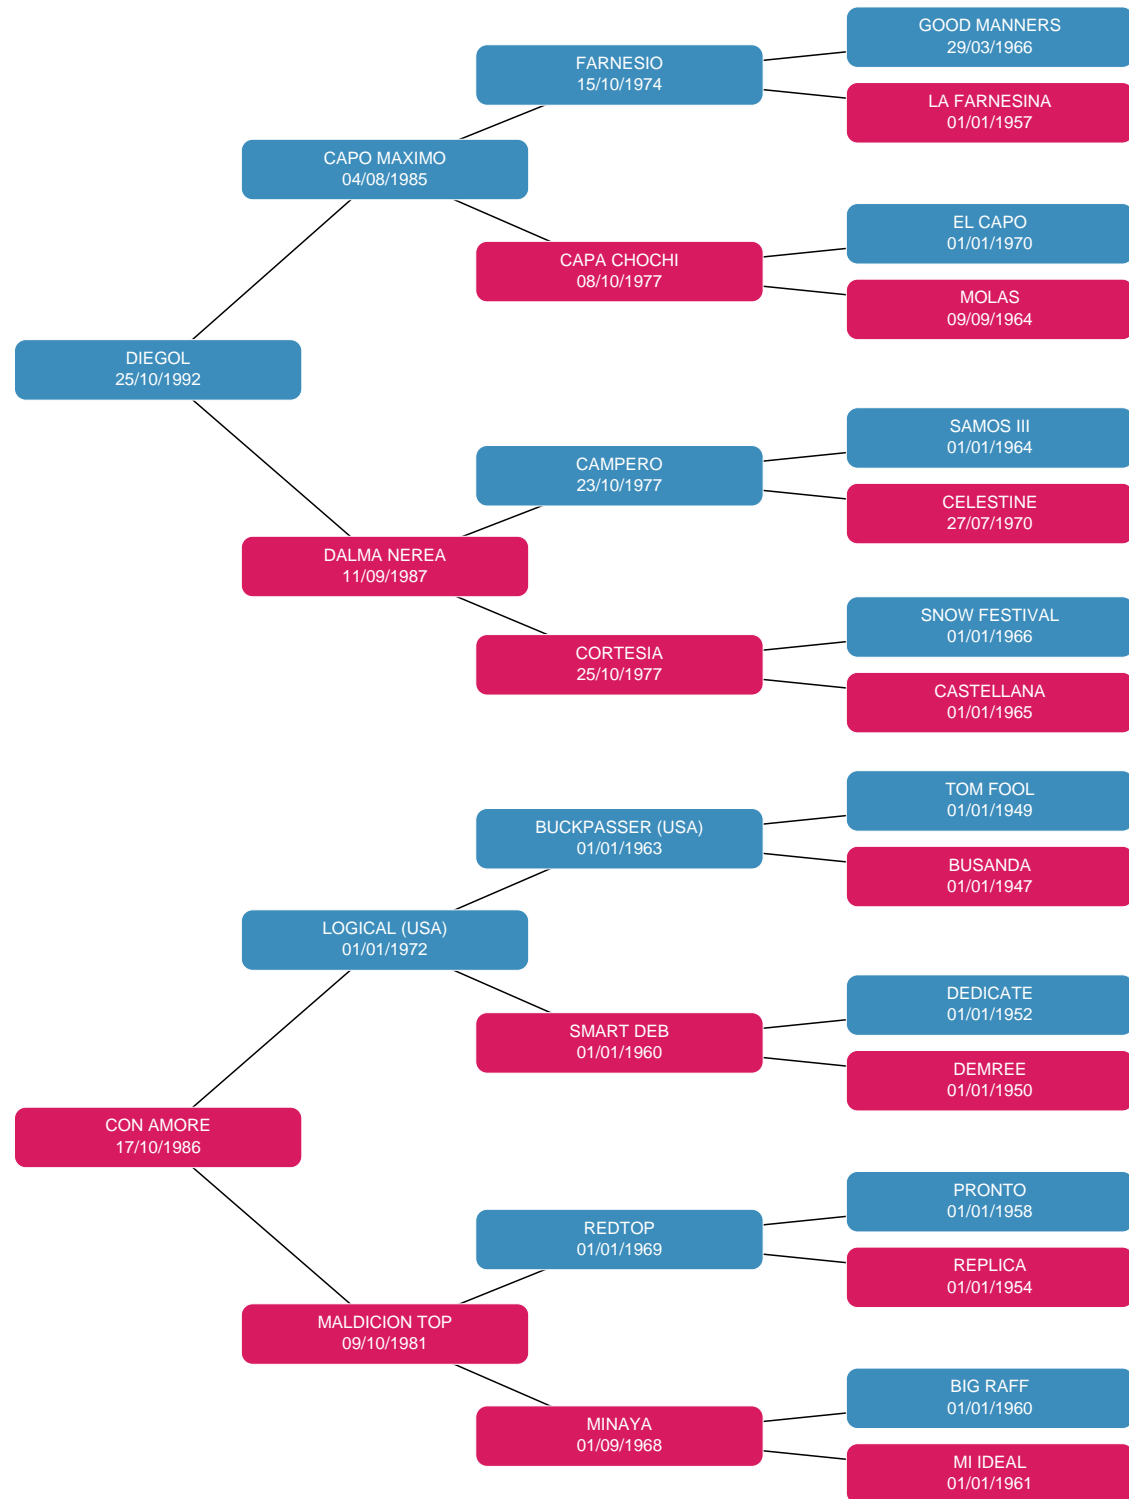 GOOD MANNERS
29/03/1966
FARNESIO
15/10/1974
LA FARNESINA
01/01/1957
CAPO MAXIMO
04/08/1985
EL CAPO
01/01/1970
CAPA CHOCHI
08/10/1977
MOLAS
09/09/1964
DIEGOL
25/10/1992
SAMOS III
01/01/1964
CAMPERO
23/10/1977
CELESTINE
27/07/1970
DALMA NEREA
11/09/1987
SNOW FESTIVAL
01/01/1966
CORTESIA
25/10/1977
CASTELLANA
01/01/1965
TOM FOOL
01/01/1949
BUCKPASSER (USA)
01/01/1963
BUSANDA
01/01/1947
LOGICAL (USA)
01/01/1972
DEDICATE
01/01/1952
SMART DEB
01/01/1960
DEMREE
01/01/1950
CON AMORE
17/10/1986
PRONTO
01/01/1958
REDTOP
01/01/1969
REPLICA
01/01/1954
MALDICION TOP
09/10/1981
BIG RAFF
01/01/1960
MINAYA
01/09/1968
MI IDEAL
01/01/1961